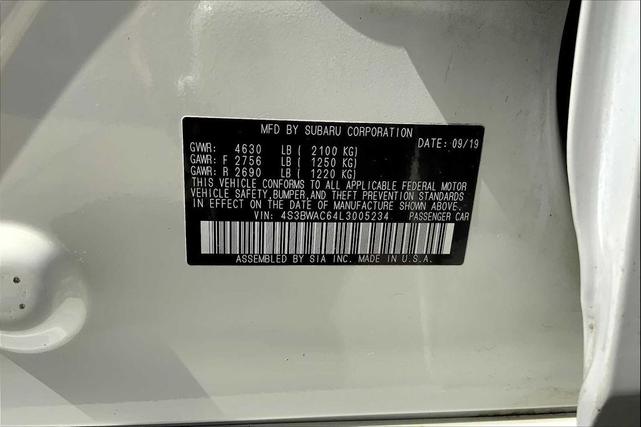 MFD BY SUBARU CORPORATION
DATE: 09/19
GVWR: 4630 LB ( 2100 KG)
GAWR: F 2756 LB ( 1250 KG)
GAWR: R 2690 LB ( 1220 KG)
THIS VEHICLE CONFORMS TO ALL APPLICABLE FEDERAL MOTOR
VEHICLE SAFETY,BUMPER,AND THEFT PREVENTION STANDARDS
IN EFFECT ON THE DATE OF MANUFACTURE SHOWN ABOVE.
VIN: 4S3BWAC64L3005234 PASSENGER CAR
ASSEMBLED BY SIA INC. MADE IN U.S.A.